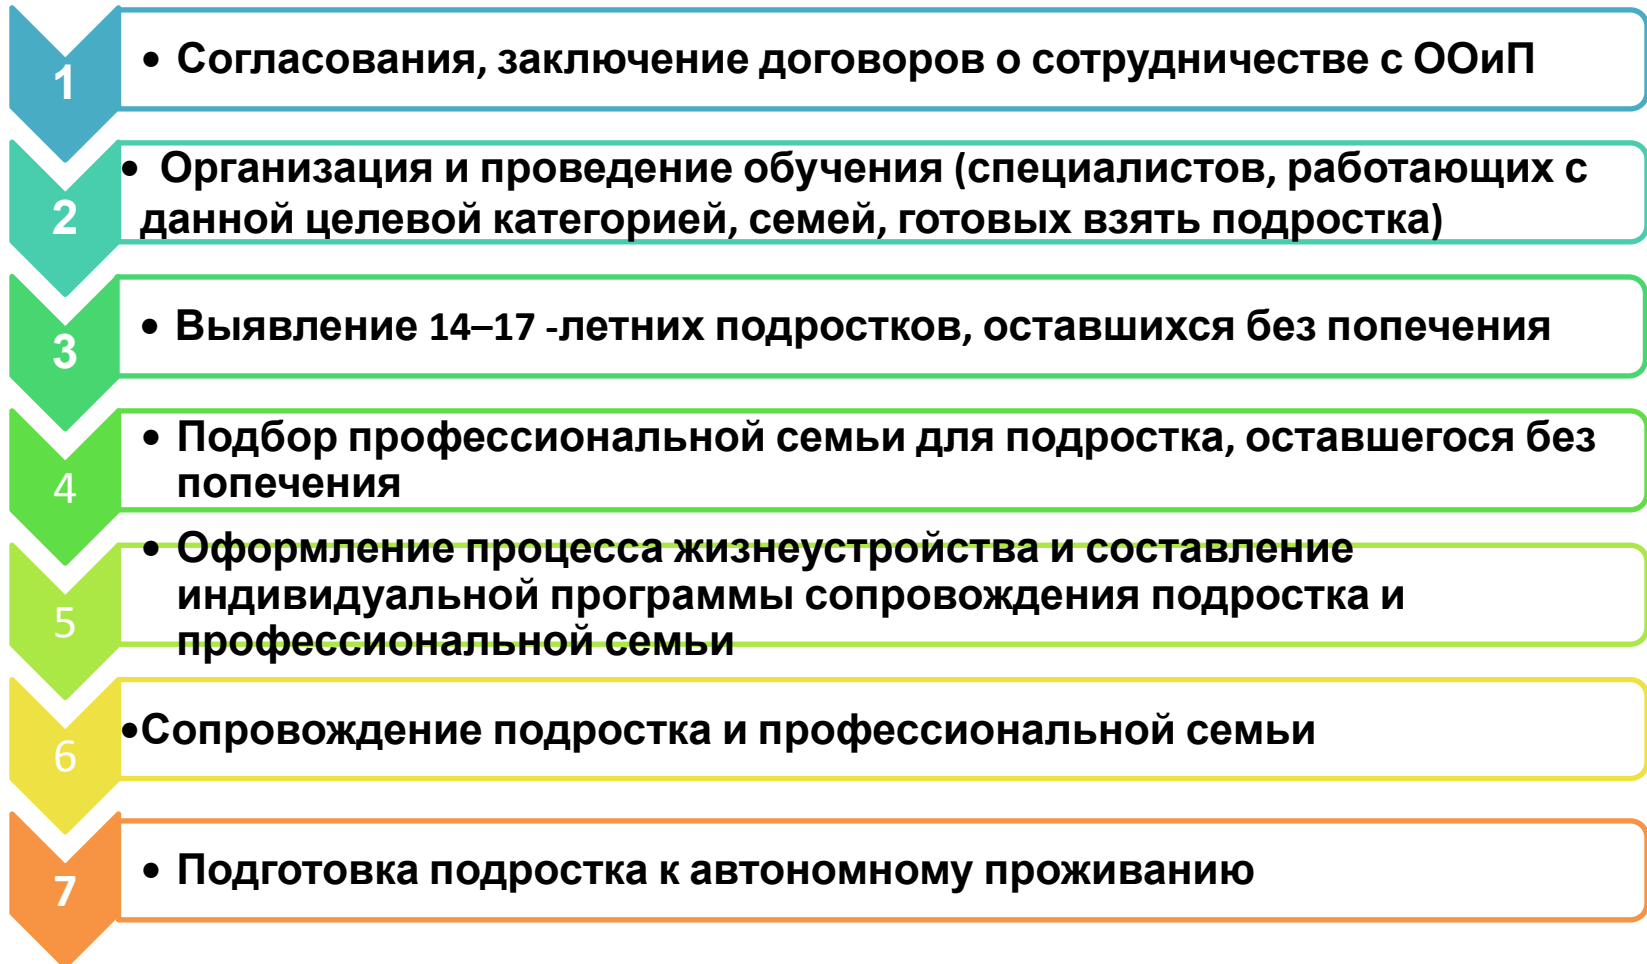 1
• Согласования, заключение договоров о сотрудничестве с ООиП
2
• Организация и проведение обучения (специалистов, работающих с
данной целевой категорией, семей, готовых взять подростка)
3
• Выявление 14–17 -летних подростков, оставшихся без попечения
4
• Подбор профессиональной семьи для подростка, оставшегося без
попечения
5
• Оформление процесса жизнеустройства и составление
индивидуальной программы сопровождения подростка и
профессиональной семьи
6
•Сопровождение подростка и профессиональной семьи
7
• Подготовка подростка к автономному проживанию